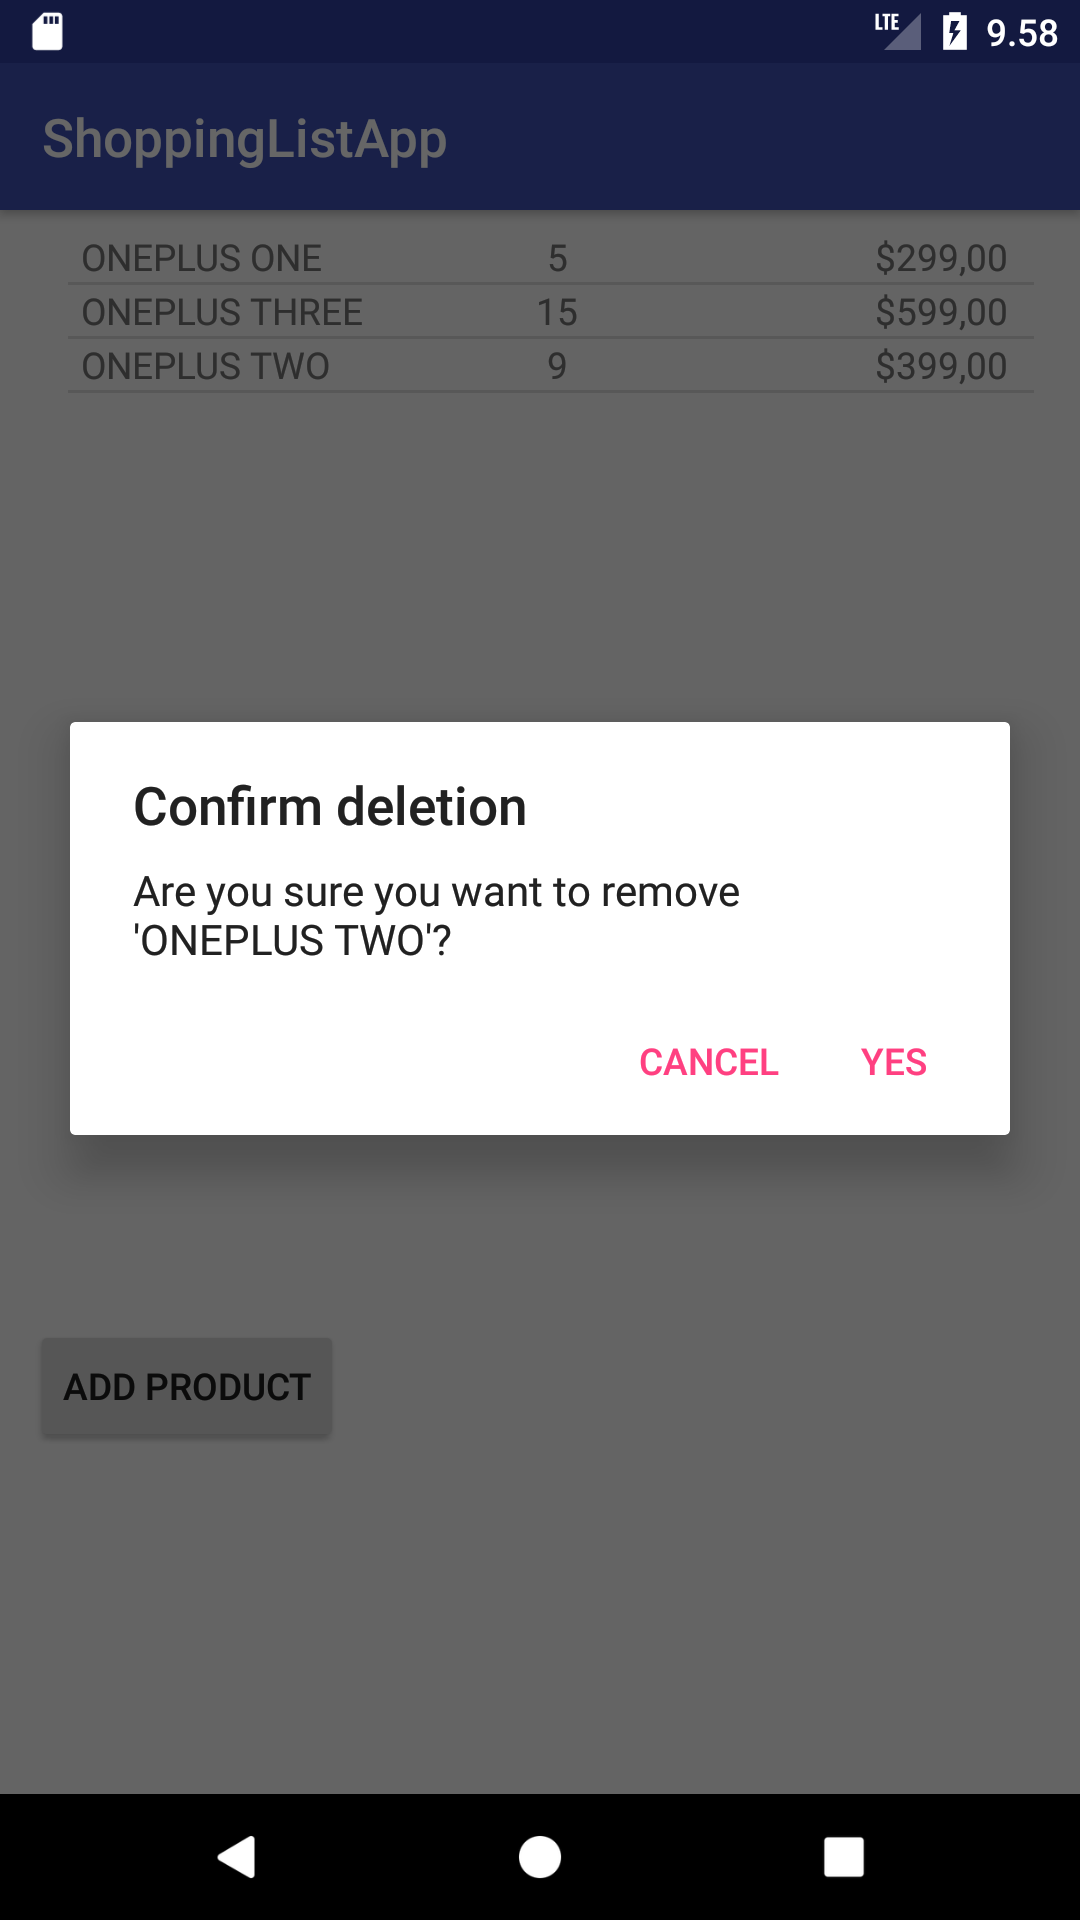 LTE 9.58
ShoppingListApp
ONEPLUS ONE 5 $299,00
ONEPLUS THREE 15 $599,00
ONEPLUS TWO 9 $399,00
Confirm deletion
Are you sure you want to remove
'ONEPLUS TWO'?
CANCEL YES
ADD PRODUCT